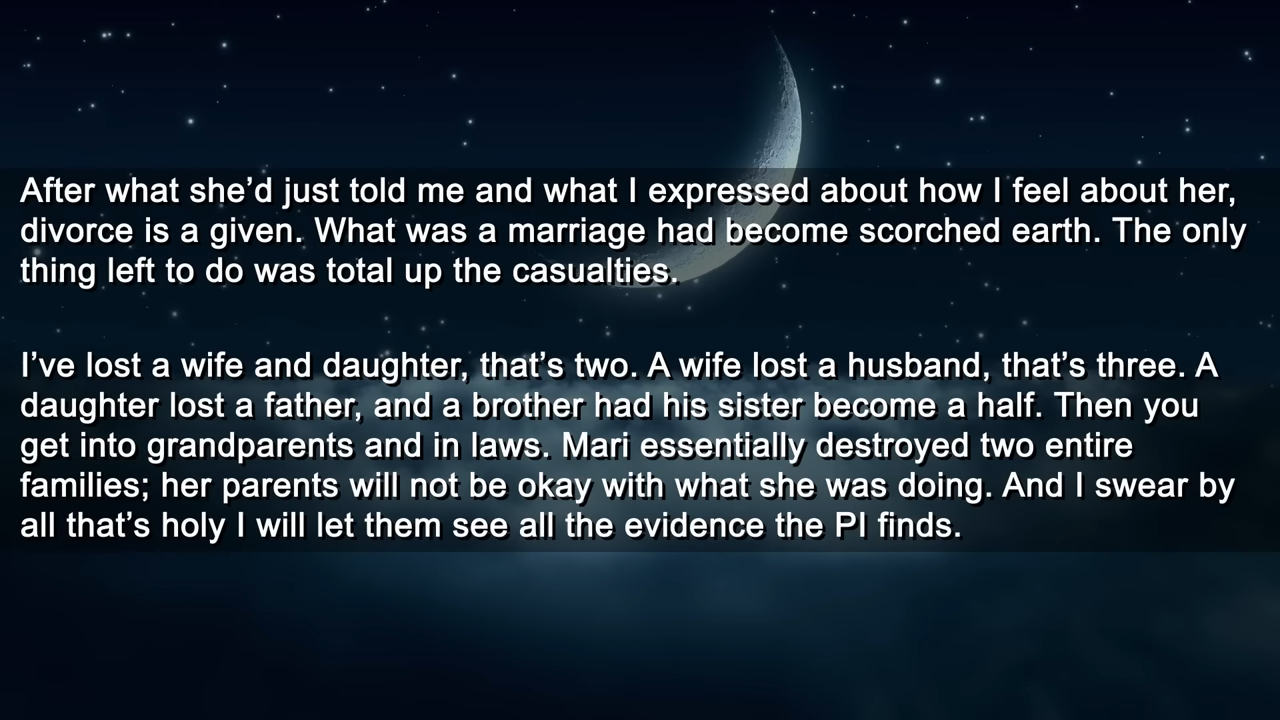 After what she’d just told me and what I expressed about how I feel about her,
divorce is a given. What was a marriage had become scorched earth. The only
thing left to do was total up the casualties.
I’ve lost a wife and daughter, that’s two. A wife lost a husband, that’s three. A
daughter lost a father, and a brother had his sister become a half. Then you
get into grandparents and in laws. Mari essentially destroyed two entire
families; her parents will not be okay with what she was doing. And I swear by
all that’s holy I will let them see all the evidence the PI finds.